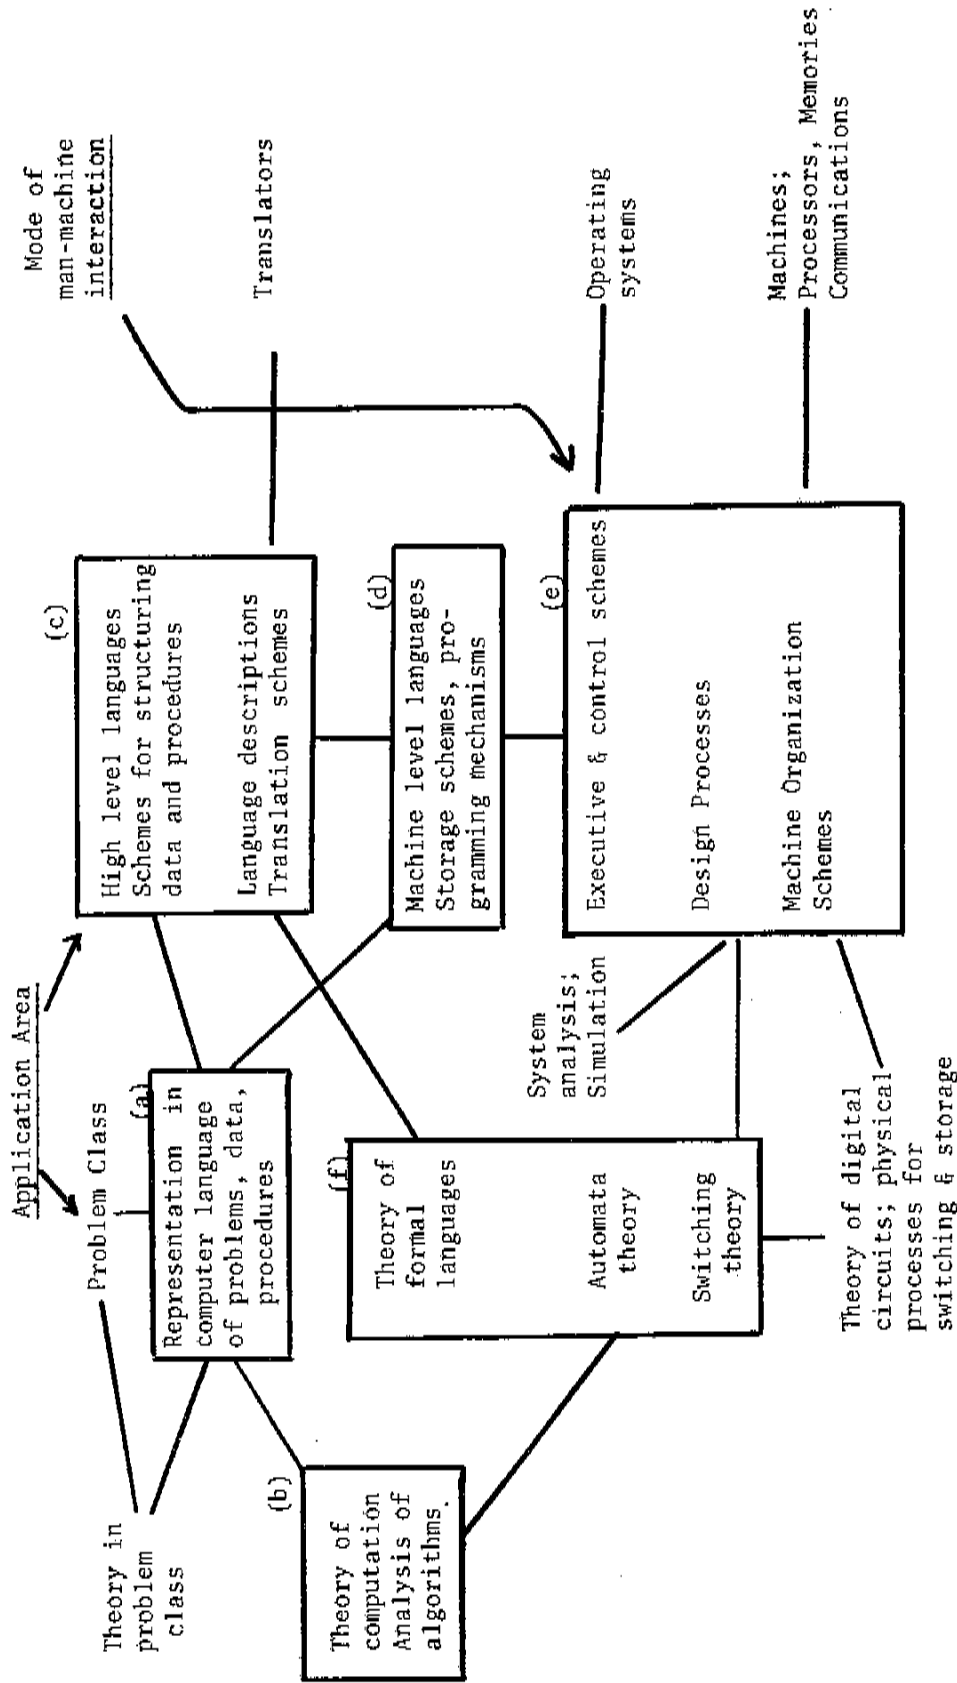 Application Area
Mode of
man-machine
interaction
Theory in
problem
class
Problem Class
(a)
Representation in
computer language
of problems, data,
procedures
(c)
High level languages
Schemes for structuring
data and procedures
Language descriptions
Translation schemes
Translators
(b)
Theory of
computation
Analysis of
algorithms.
(f)
Theory of
formal
languages
Automata
theory
Switching
theory
(d)
Machine level languages
Storage schemes, pro-
gramming mechanisms
System
analysis;
Simulation
(e)
Executive & control schemes
Design Processes
Machine Organization
Schemes
Operating
systems
Machines;
Processors, Memories
Communications
Theory of digital
circuits; physical
processes for
switching & storage